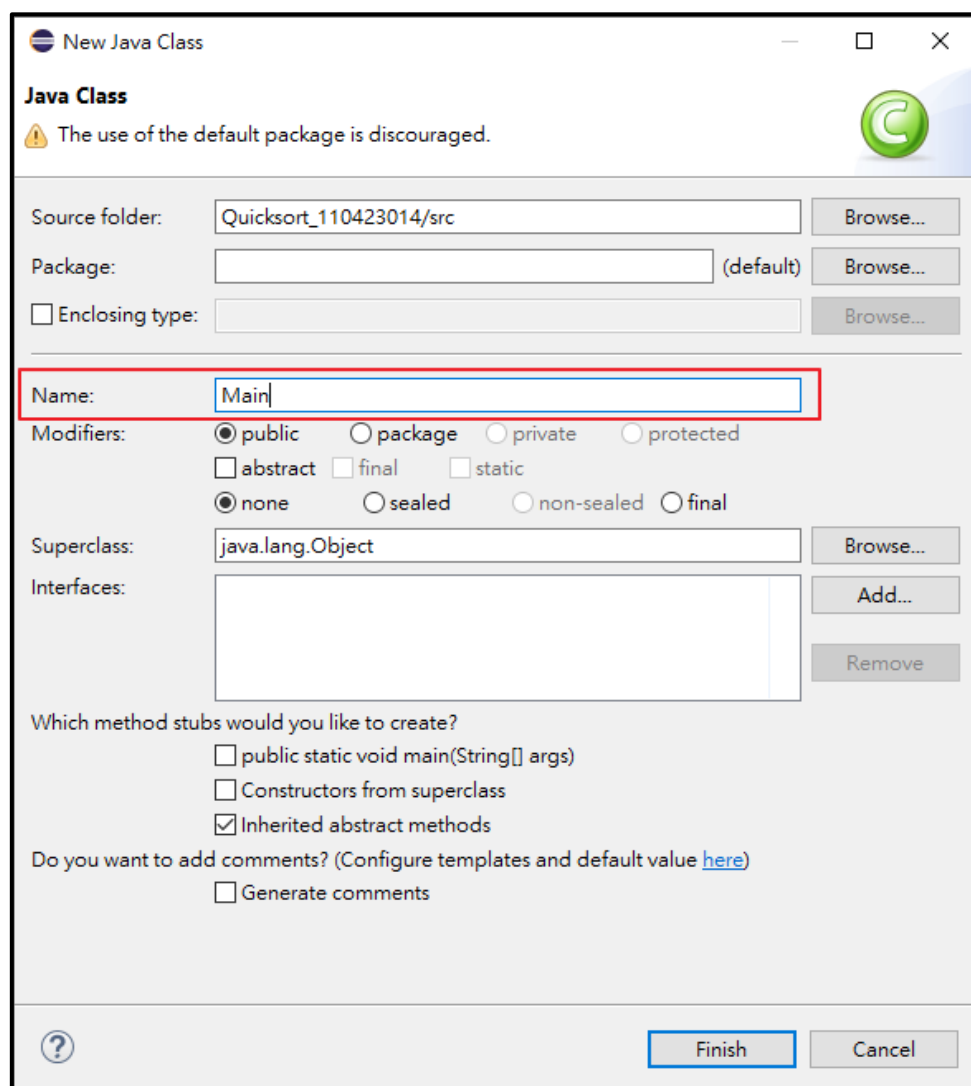 New Java Class
Java Class
The use of the default package is discouraged.
Source folder: Quicksort_110423014/src Browse...
Package: (default) Browse...
Enclosing type: Browse...
Name: Main
Modifiers: public package private protected
abstract final static
none sealed non-sealed final
Superclass: java.lang.Object Browse...
Interfaces: Add...
Remove
Which method stubs would you like to create?
public static void main(String[] args)
Constructors from superclass
Inherited abstract methods
Do you want to add comments? (Configure templates and default value here)
Generate comments
Finish Cancel